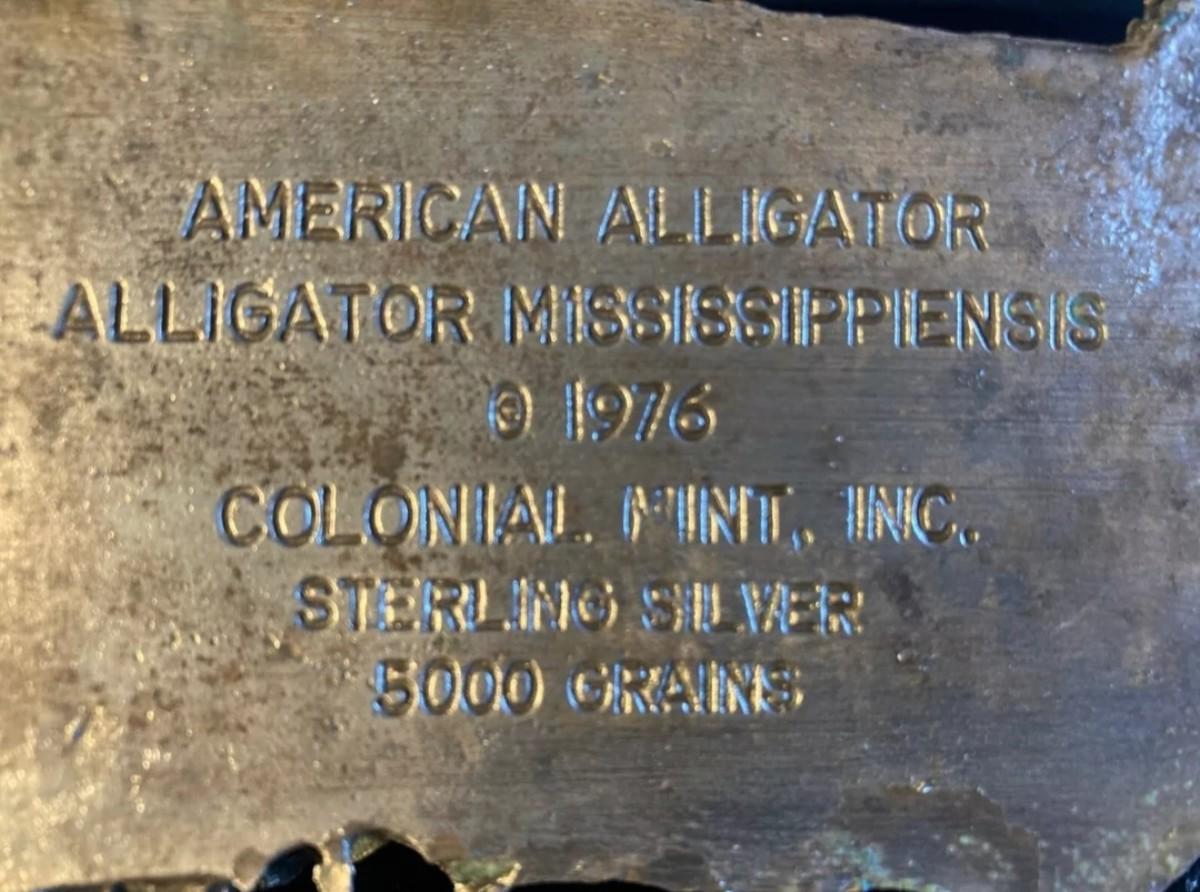 AMERICAN ALLIGATOR
ALLIGATOR MISSISSIPPIENSIS
© 1976
COLONIAL MINT, INC.
STERLING SILVER
5000 GRAINS